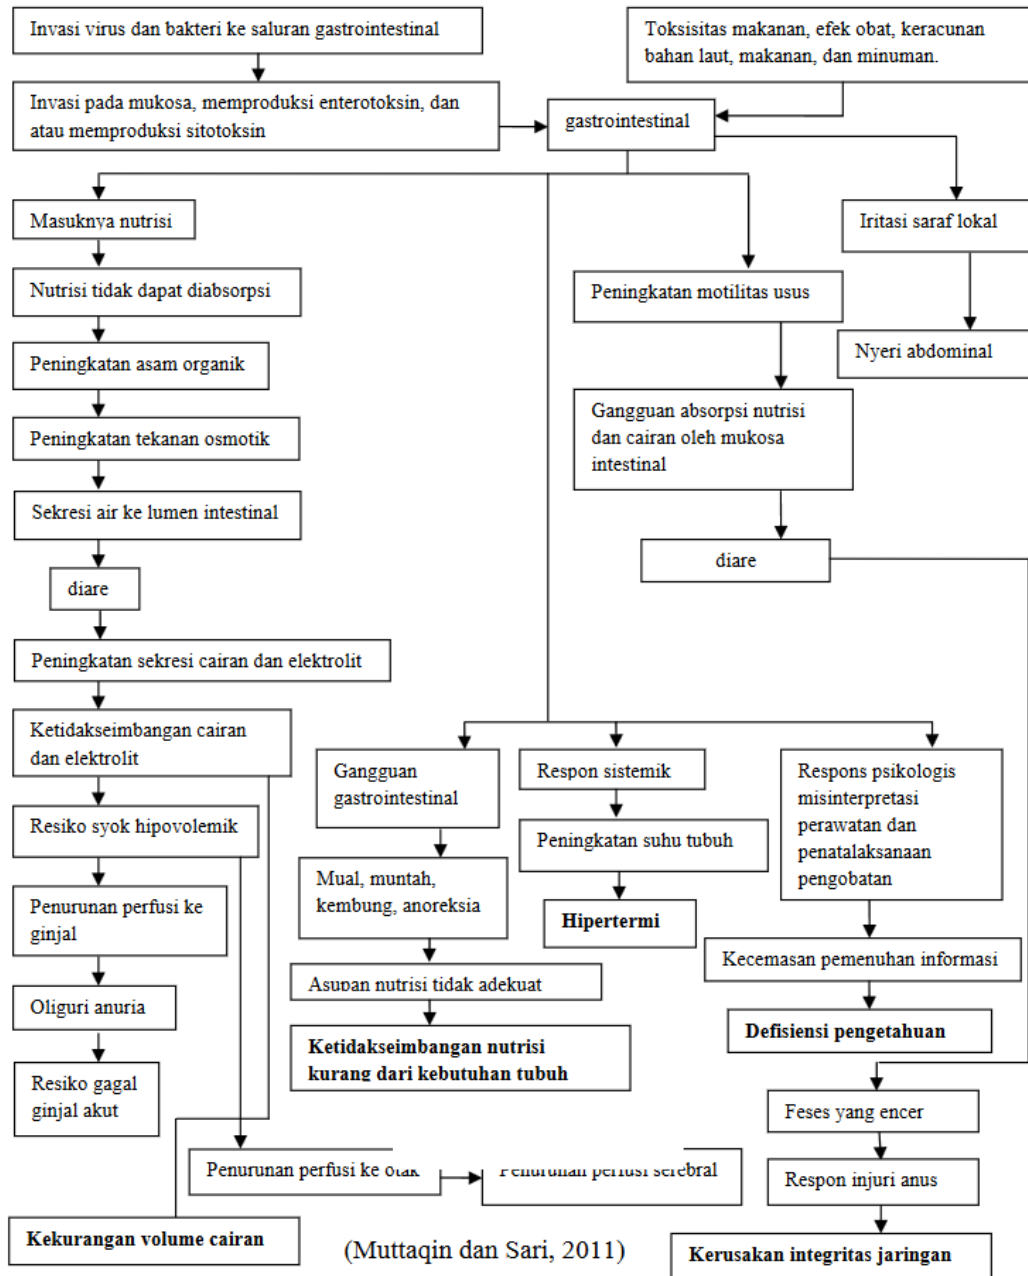 Invasi virus dan bakteri ke saluran gastrointestinal
Toksisitas makanan, efek obat, keracunan
bahan laut, makanan, dan minuman.
Invasi pada mukosa, memproduksi enterotoksin, dan
atau memproduksi sitotoksin
gastrointestinal
Masuknya nutrisi
Nutrisi tidak dapat diabsorpsi
Peningkatan asam organik
Peningkatan tekanan osmotik
Sekresi air ke lumen intestinal
diare
Peningkatan sekresi cairan dan elektrolit
Ketidakseimbangan cairan
dan elektrolit
Resiko syok hipovolemik
Penurunan perfusi ke
ginjal
Oliguri anuria
Resiko gagal
ginjal akut
Kekurangan volume cairan
Penurunan perfusi ke otak
Penurunan perfusi serebral
Gangguan
gastrointestinal
Mual, muntah,
kembung, anoreksia
Asupan nutrisi tidak adekuat
Ketidakseimbangan nutrisi
kurang dari kebutuhan tubuh
Respon sistemik
Peningkatan suhu tubuh
Hipertermi
Respons psikologis
misinterpretasi
perawatan dan
penatalaksanaan
pengobatan
Kecemasan pemenuhan informasi
Defisiensi pengetahuan
Peningkatan motilitas usus
Gangguan absorpsi nutrisi
dan cairan oleh mukosa
intestinal
diare
Iritasi saraf lokal
Nyeri abdominal
Feses yang encer
Respon injuri anus
Kerusakan integritas jaringan
(Muttaqin dan Sari, 2011)